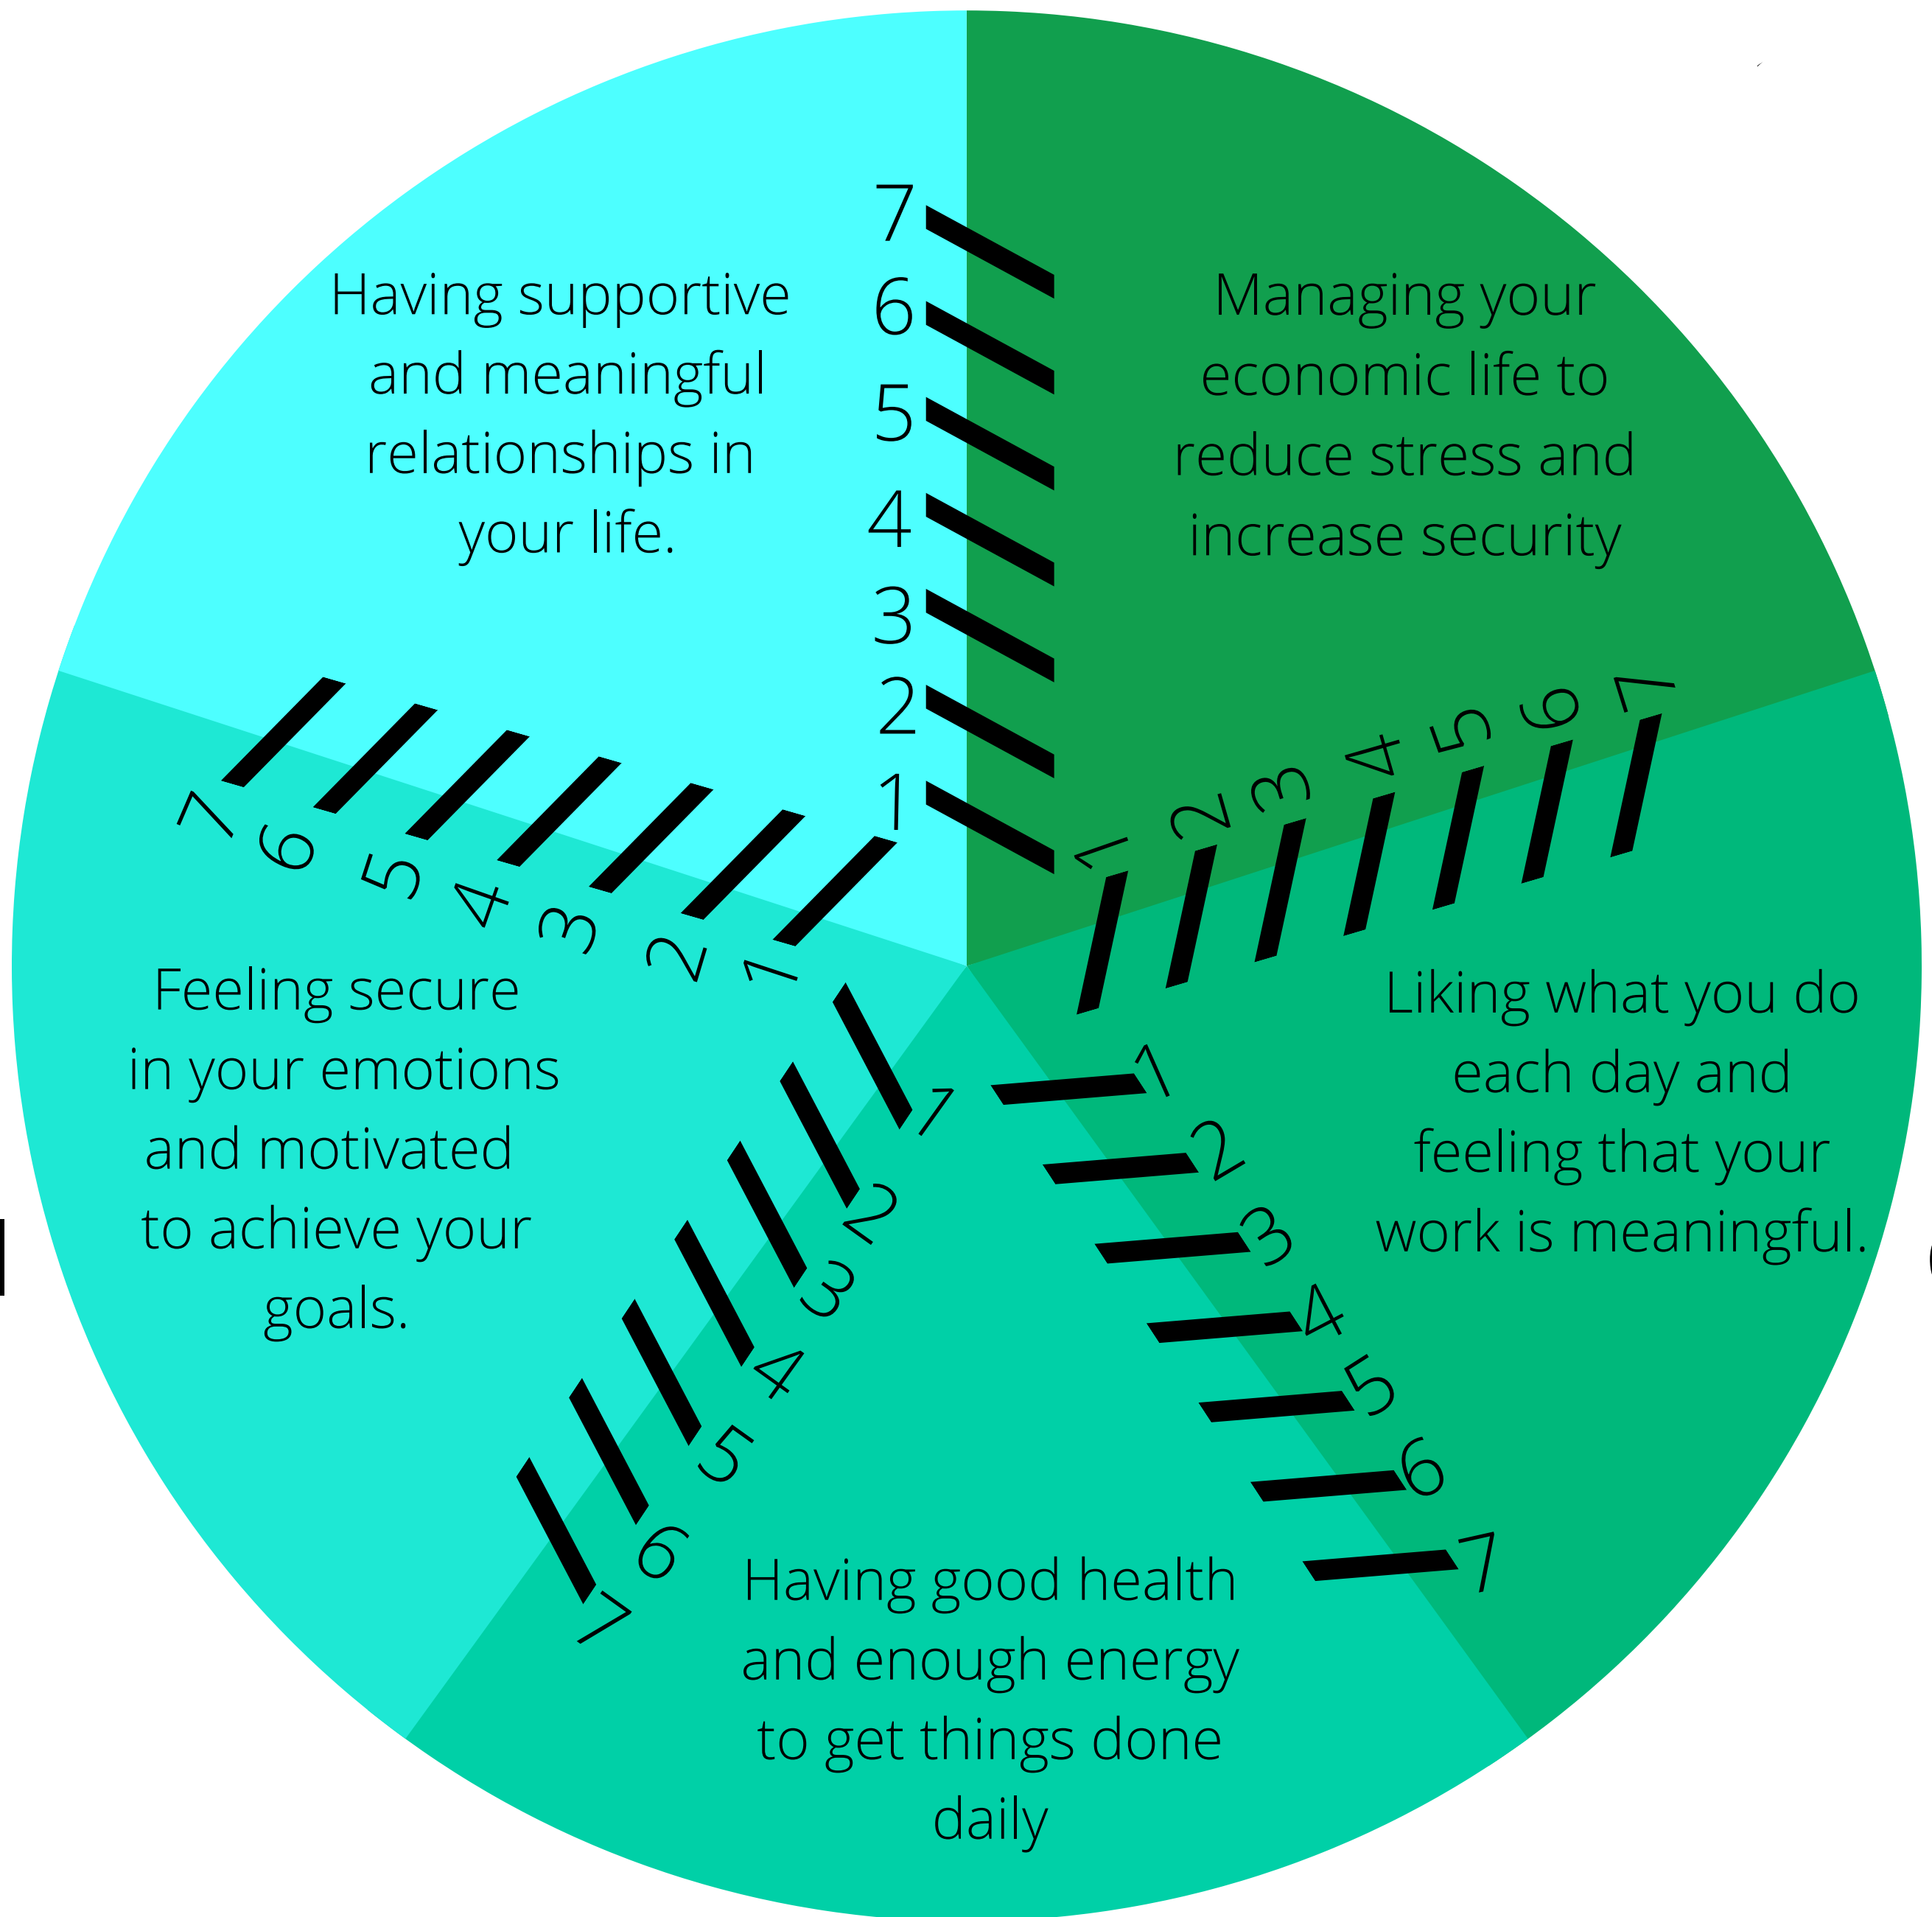 Having supportive
and meaningful
relationships in
your life.
Managing your
economic life to
reduce stress and
increase security
7
6
5
4
3
2
1
1
2
3
4
5
6
7
7
6
5
4
3
2
1
Feeling secure
in your emotions
and motivated
to achieve your
goals.
Liking what you do
each day and
feeling that your
work is meaningful.
1
2
3
4
5
6
7
1
2
3
4
5
6
7
Having good health
and enough energy
to get things done
daily